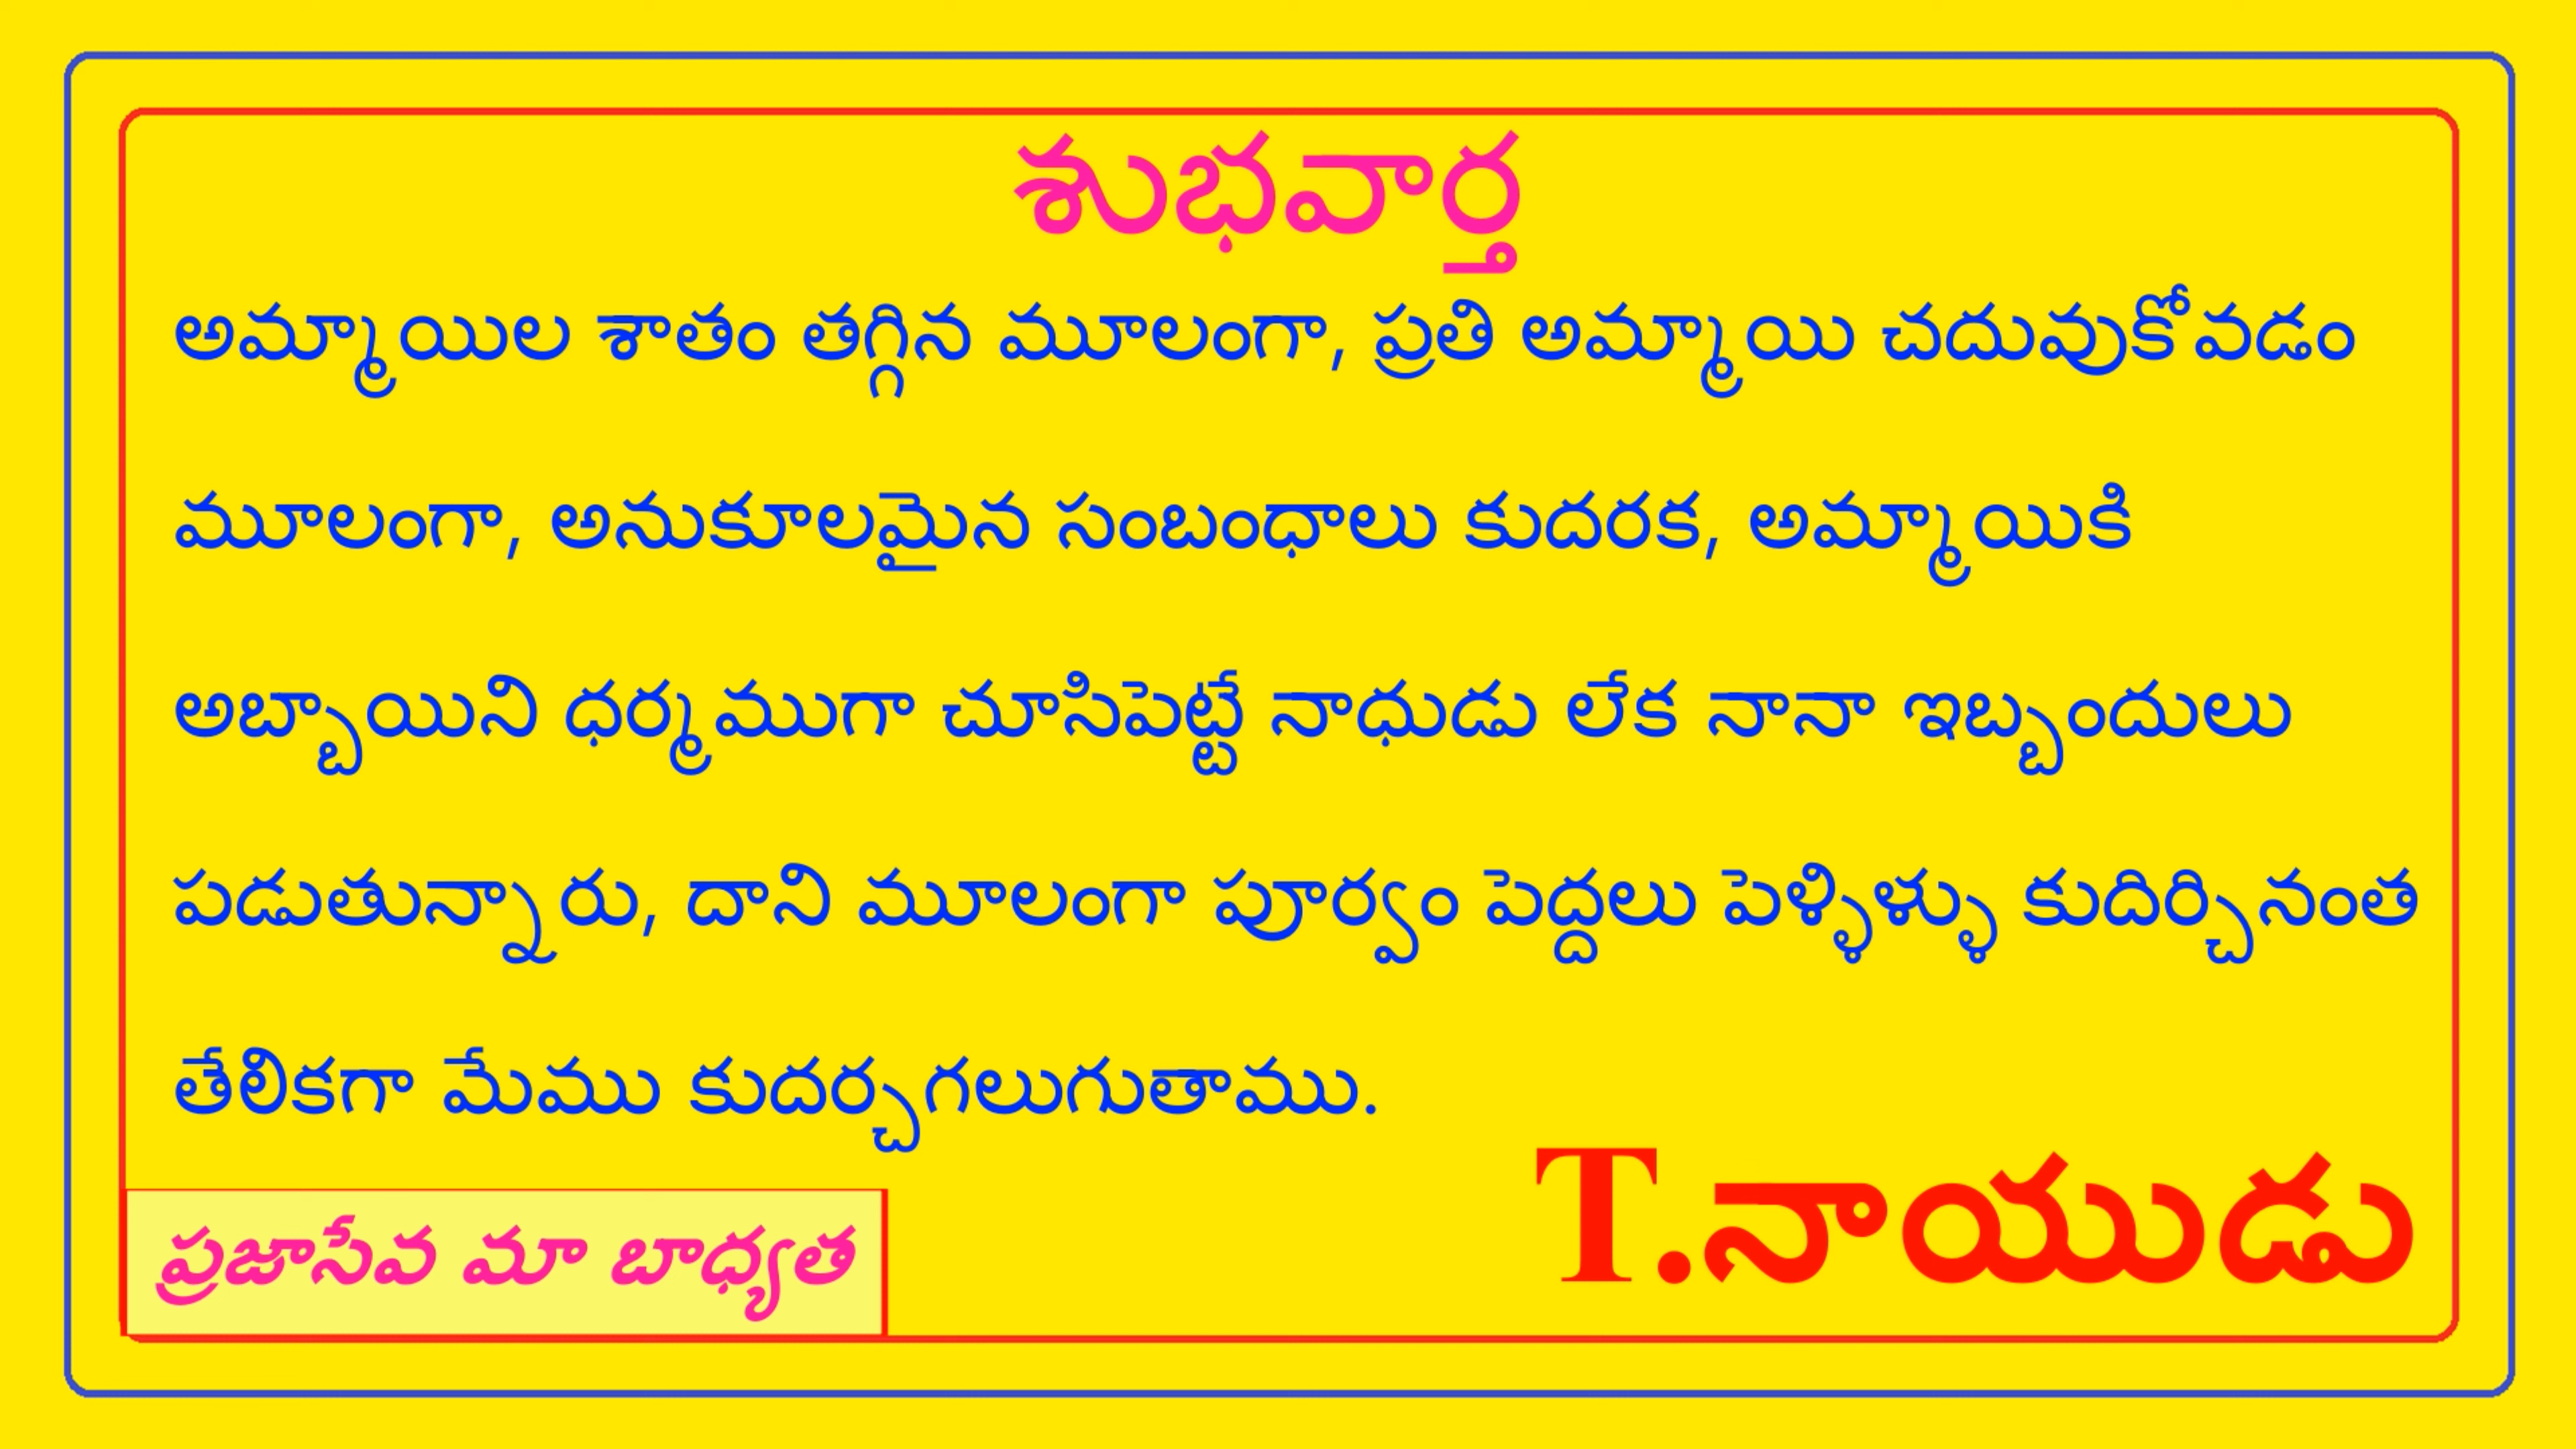 శుభవార్త
అమ్మాయిల శాతం తగ్గిన మూలంగా, ప్రతి అమ్మాయి చదువుకోవడం
మూలంగా, అనుకూలమైన సంబంధాలు కుదరక, అమ్మాయికి
అబ్బాయిని ధర్మముగా చూసిపెట్టే నాధుడు లేక నానా ఇబ్బందులు
పడుతున్నారు, దాని మూలంగా పూర్వం పెద్దలు పెళ్ళిళ్ళు కుదిర్చినంత
తేలికగా మేము కుదర్చగలుగుతాము.
T.నాయుడు
ప్రజాసేవ మా బాధ్యత